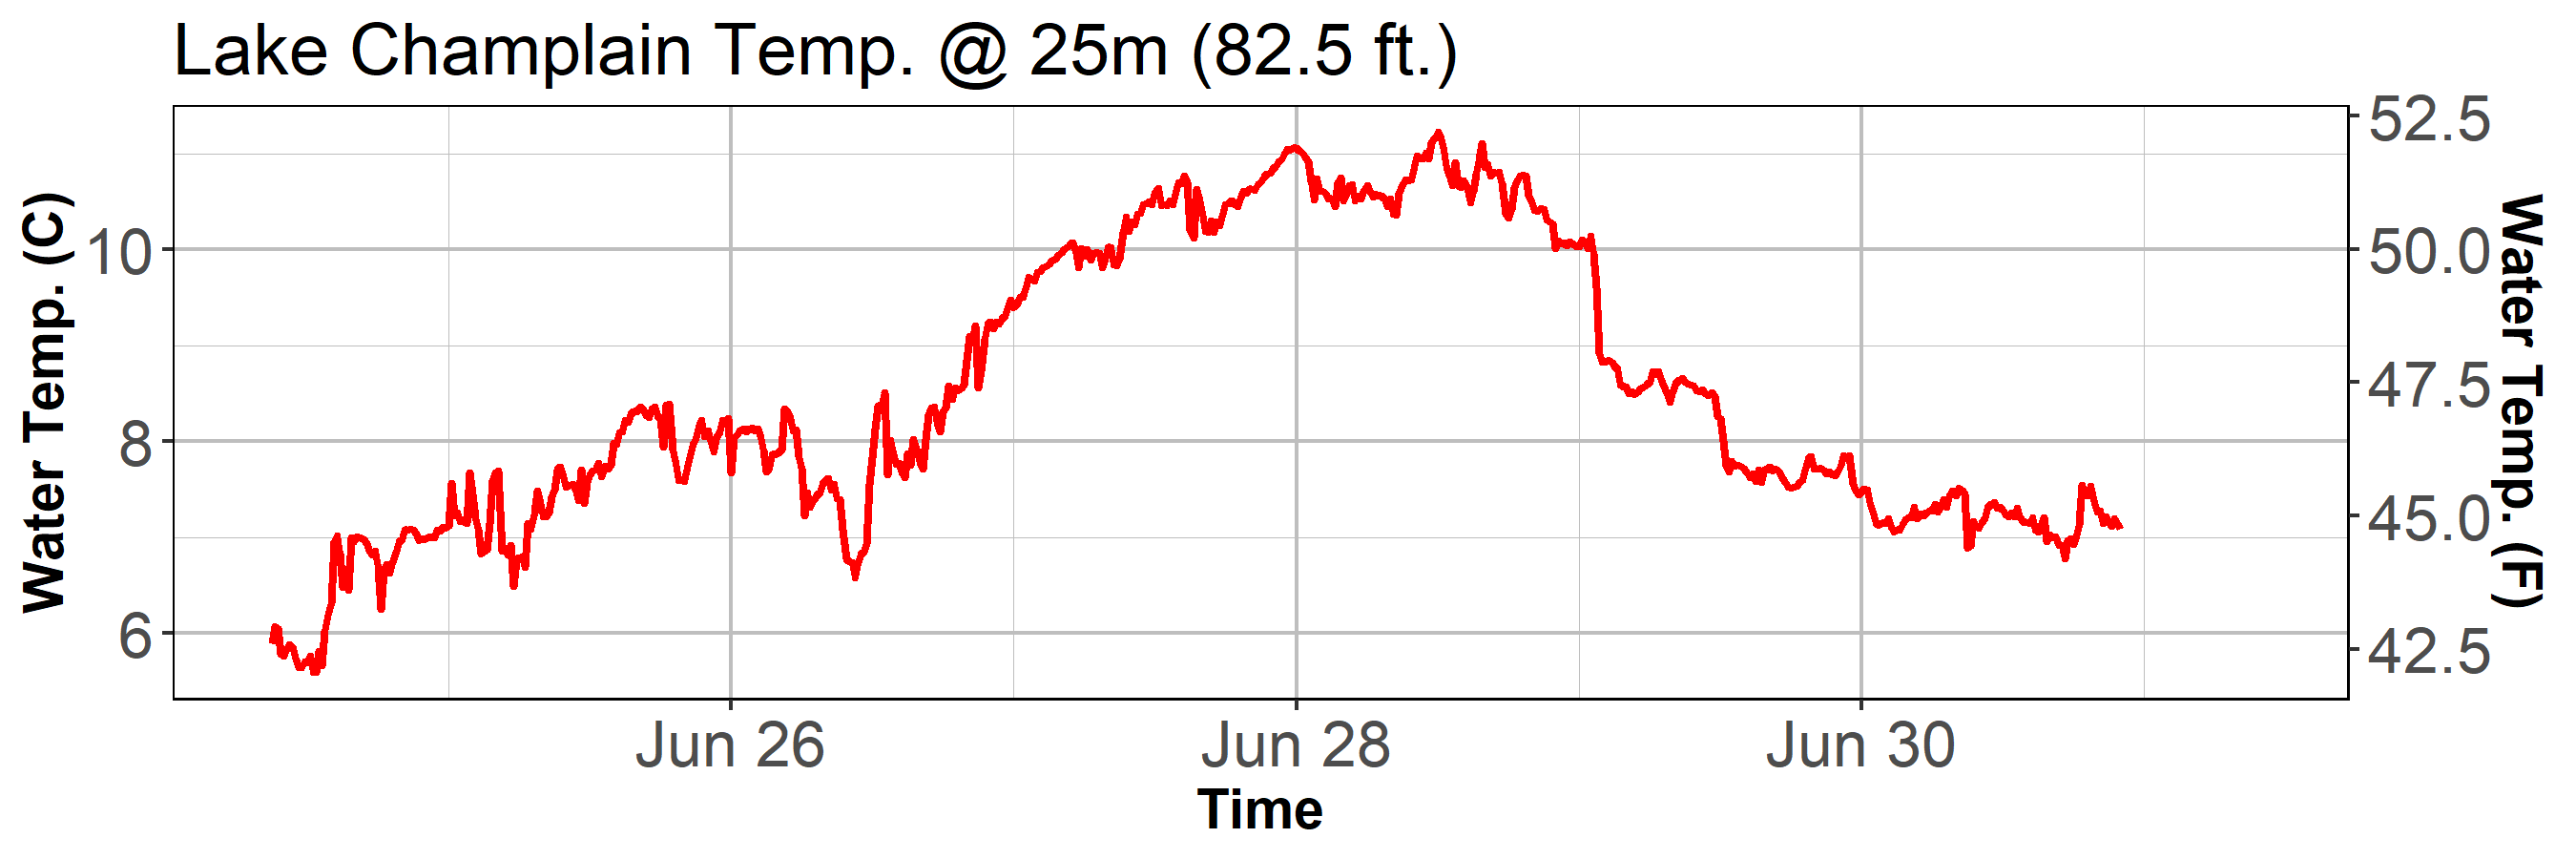 Lake Champlain Temp. @ 25m (82.5 ft.)
Water Temp. (C)
10
8
6
52.5
50.0
47.5
45.0
42.5
Water Temp. (F)
Jun 26 Jun 28 Jun 30
Time